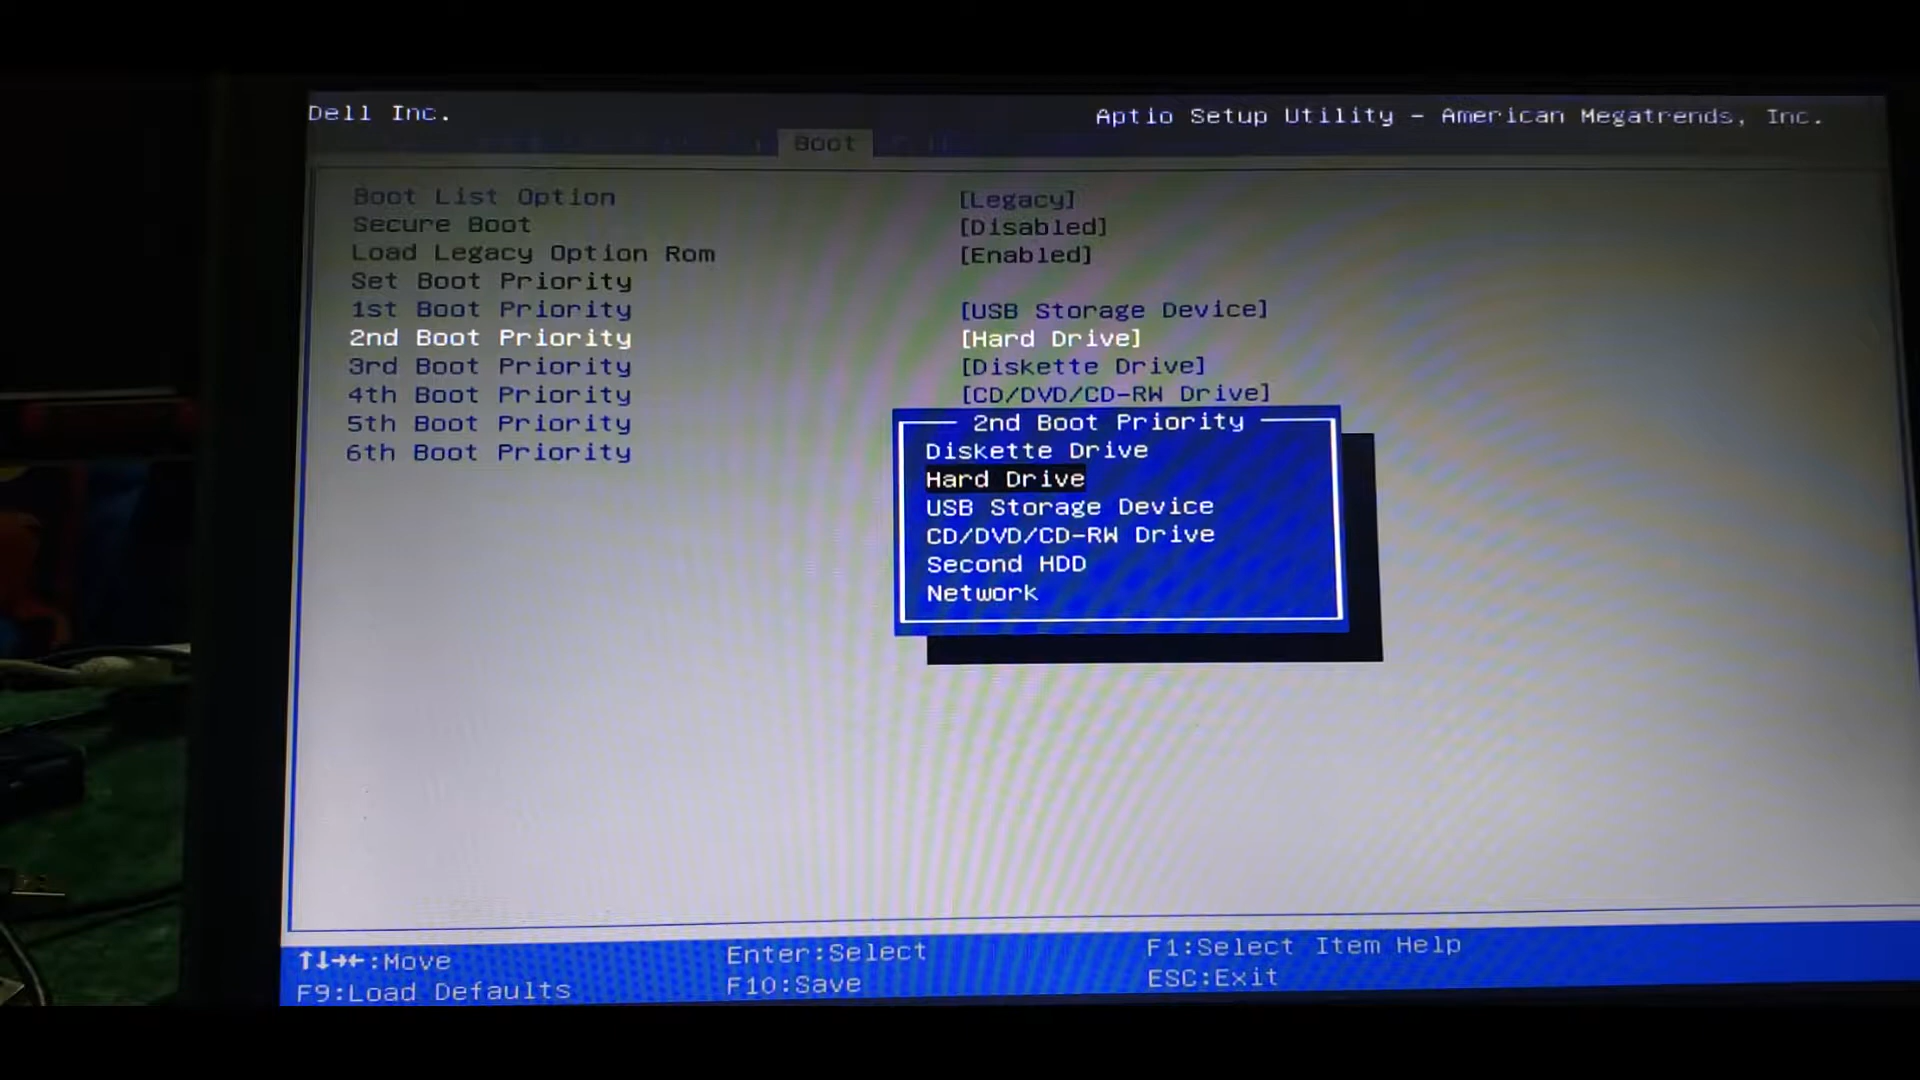 Dell Inc.
Aptio Setup Utility - American Megatrends, Inc.
Boot
Boot List Option [Legacy]
Secure Boot [Disabled]
Load Legacy Option Rom [Enabled]
Set Boot Priority
1st Boot Priority [USB Storage Device]
2nd Boot Priority [Hard Drive]
3rd Boot Priority [Diskette Drive]
4th Boot Priority [CD/DVD/CD-RW Drive]
5th Boot Priority
6th Boot Priority
2nd Boot Priority
Diskette Drive
Hard Drive
USB Storage Device
CD/DVD/CD-RW Drive
Second HDD
Network
↑↓→←:Move Enter:Select F1:Select Item Help
F9:Load Defaults F10:Save ESC:Exit